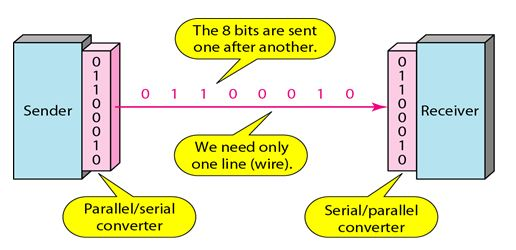 The 8 bits are sent
one after another.
0
1
1
0
0
0
1
0
Sender
0 1 1 0 0 0 1 0
0
1
1
0
0
0
1
0
Receiver
We need only
one line (wire).
Parallel/serial
converter
Serial/parallel
converter